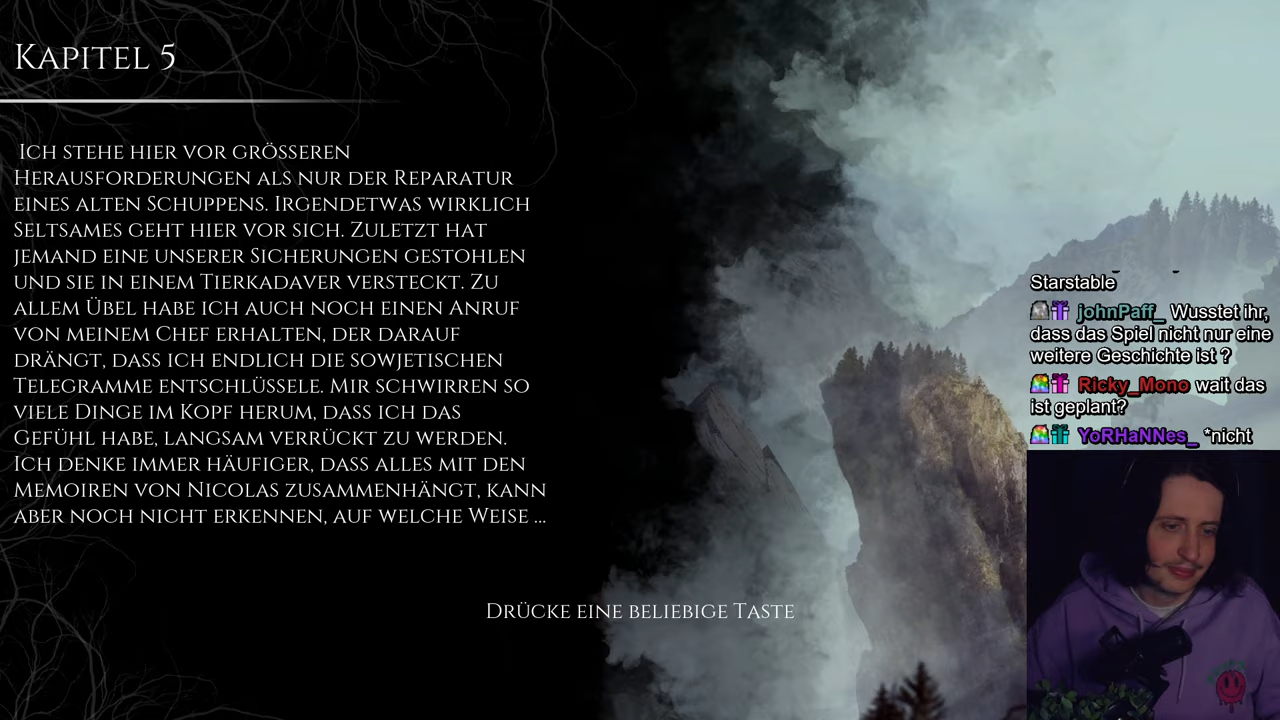 Kapitel 5
Ich stehe hier vor grösseren
Herausforderungen als nur der Reparatur
eines alten Schuppens. Irgendetwas wirklich
Seltsames geht hier vor sich. Zuletzt hat
jemand eine unserer Sicherungen gestohlen
und sie in einem Tierkadaver versteckt. Zu
allem Übel habe ich auch noch einen Anruf
von meinem Chef erhalten, der darauf
drängt, dass ich endlich die sowjetischen
Telegramme entschlüssele. Mir schwirren so
viele Dinge im Kopf herum, dass ich das
Gefühl habe, langsam verrückt zu werden.
Ich denke immer häufiger, dass alles mit den
Memoiren von Nicolas zusammenhängt, kann
aber noch nicht erkennen, auf welche Weise ...
Drücke eine beliebige Taste
Starstable
johnPaff_ Wusstet ihr,
dass das Spiel nicht nur eine
weitere Geschichte ist ?
Ricky_Mono wait das
ist geplant?
YoRHaNNes_ *nicht